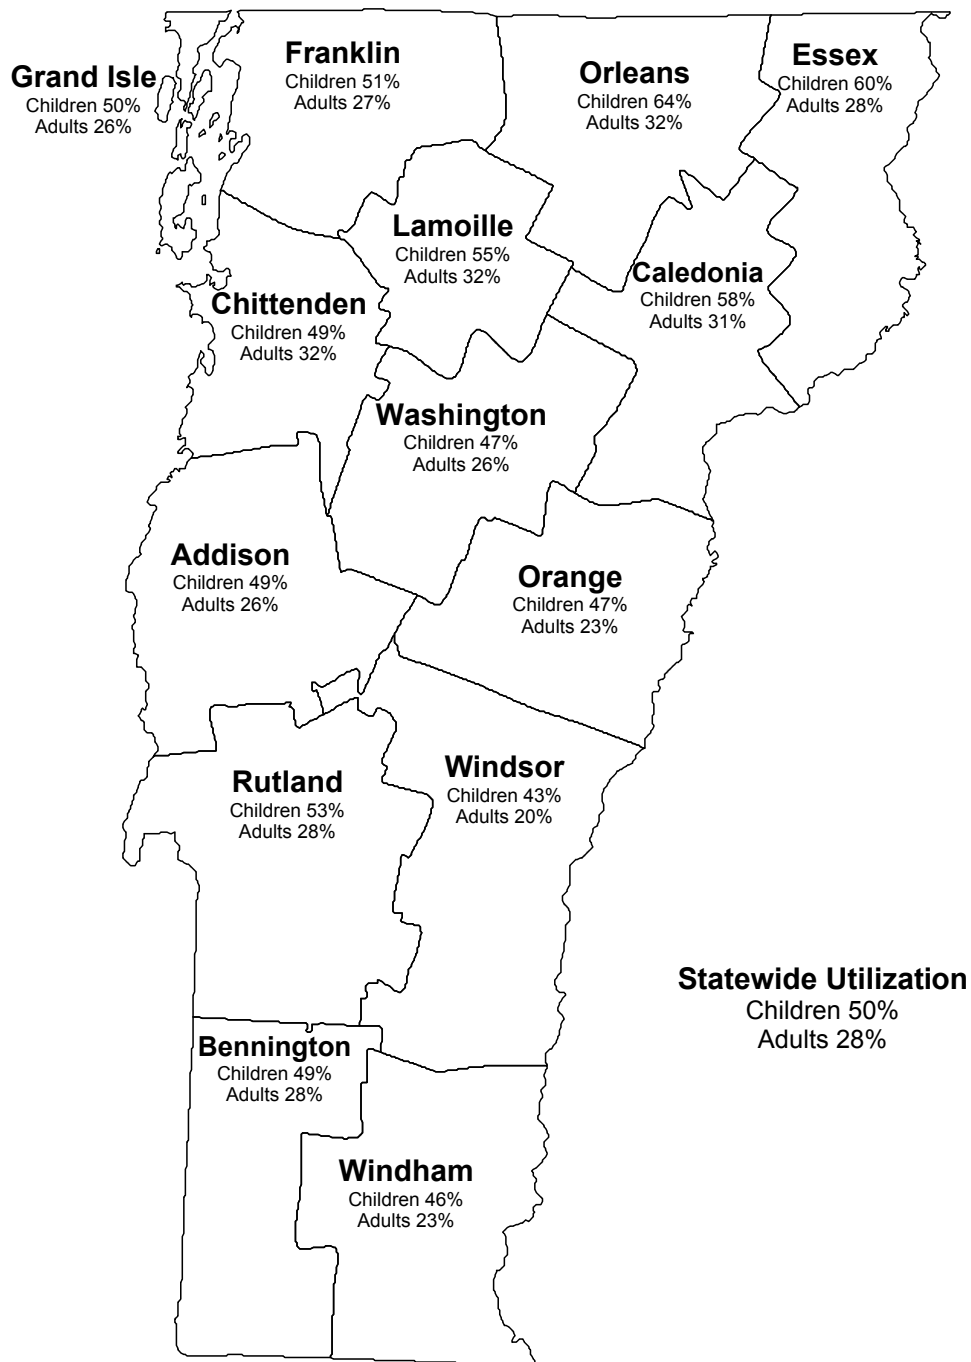 Franklin
Children 51%
Adults 27%
Essex
Children 60%
Adults 28%
Orleans
Children 64%
Adults 32%
Grand Isle
Children 50%
Adults 26%
Lamoille
Children 55%
Adults 32%
Caledonia
Children 58%
Adults 31%
Chittenden
Children 49%
Adults 32%
Washington
Children 47%
Adults 26%
Addison
Children 49%
Adults 26%
Orange
Children 47%
Adults 23%
Rutland
Children 53%
Adults 28%
Windsor
Children 43%
Adults 20%
Statewide Utilization
Children 50%
Adults 28%
Bennington
Children 49%
Adults 28%
Windham
Children 46%
Adults 23%